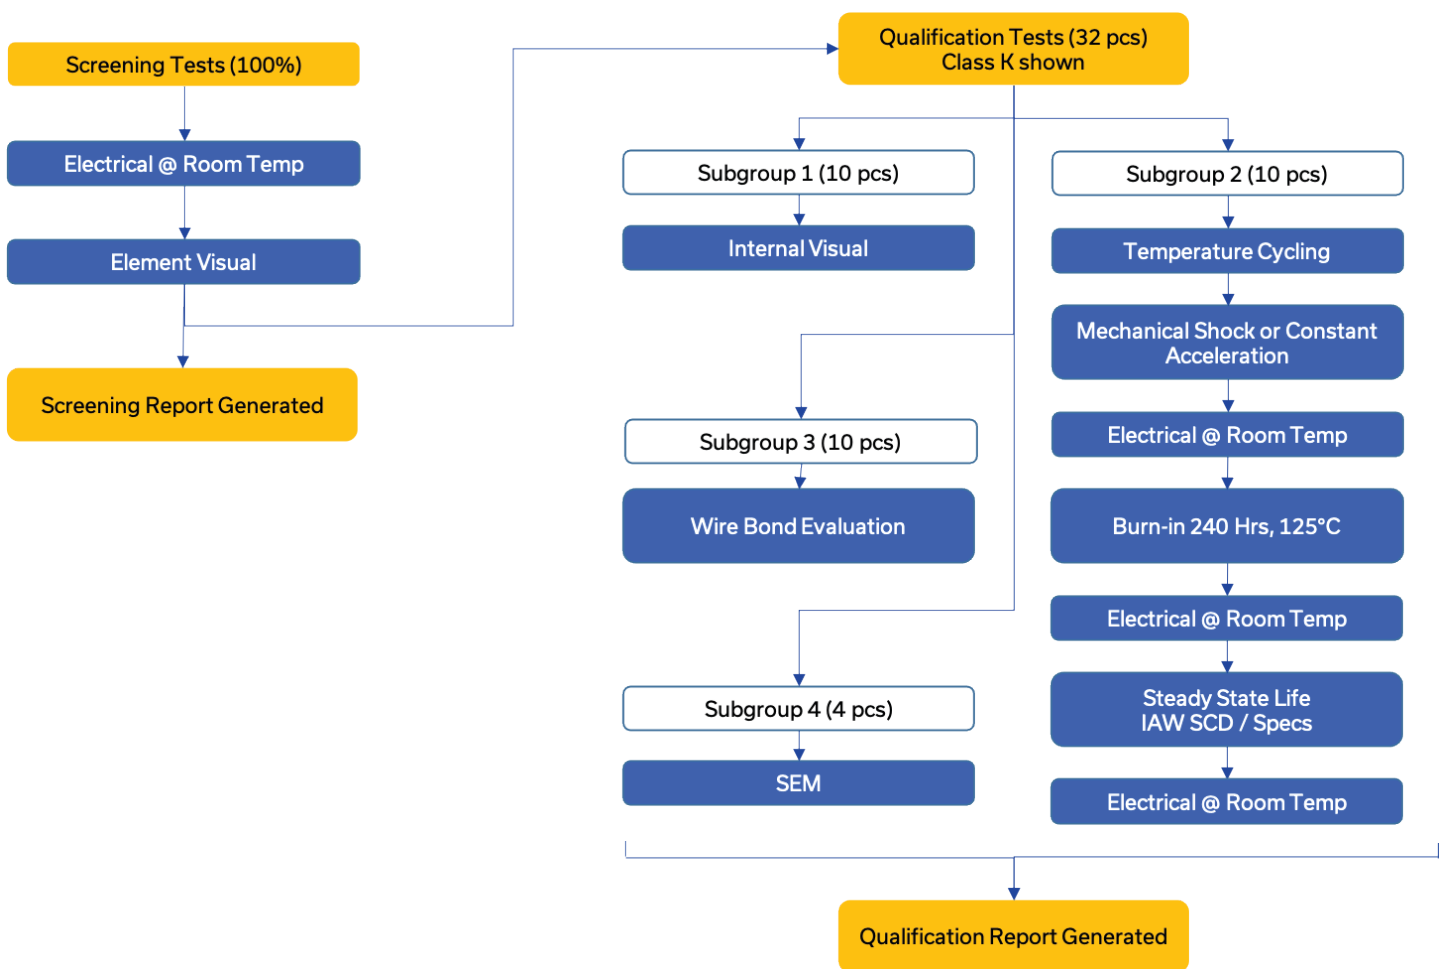 Screening Tests (100%)
Electrical @ Room Temp
Element Visual
Screening Report Generated
Qualification Tests (32 pcs)
Class K shown
Subgroup 1 (10 pcs)
Internal Visual
Subgroup 2 (10 pcs)
Temperature Cycling
Mechanical Shock or Constant
Acceleration
Electrical @ Room Temp
Burn-in 240 Hrs, 125°C
Electrical @ Room Temp
Steady State Life
IAW SCD / Specs
Electrical @ Room Temp
Subgroup 3 (10 pcs)
Wire Bond Evaluation
Subgroup 4 (4 pcs)
SEM
Qualification Report Generated